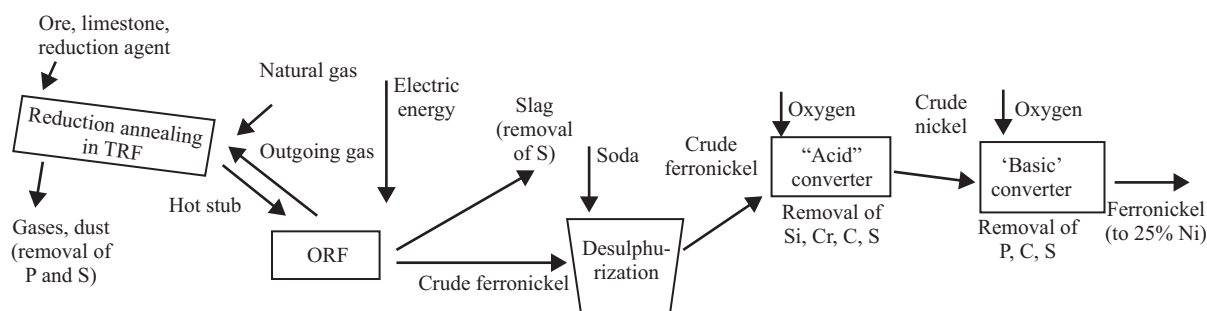 Ore, limestone,
reduction agent
Reduction annealing
in TRF
Gases, dust
(removal of
P and S)
Natural gas
Outgoing gas
Hot stub
Electric
energy
ORF
Slag
(removal
of S)
Crude ferronickel
Soda
Desulphu-
rization
Crude
ferronickel
Oxygen
“Acid”
converter
Removal of
Si, Cr, C, S
Crude
nickel
Oxygen
‘Basic’
converter
Removal of
P, C, S
Ferronickel
(to 25% Ni)